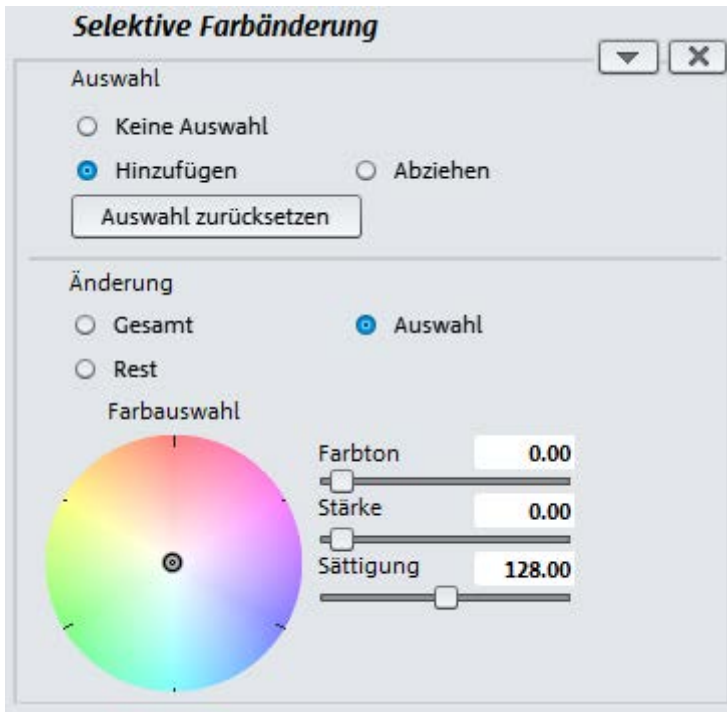 Selektive Farbänderung
Auswahl
Keine Auswahl
Hinzufügen Abziehen
Auswahl zurücksetzen
Änderung
Gesamt Auswahl
Rest
Farbauswahl
Farbton 0.00
Stärke 0.00
Sättigung 128.00